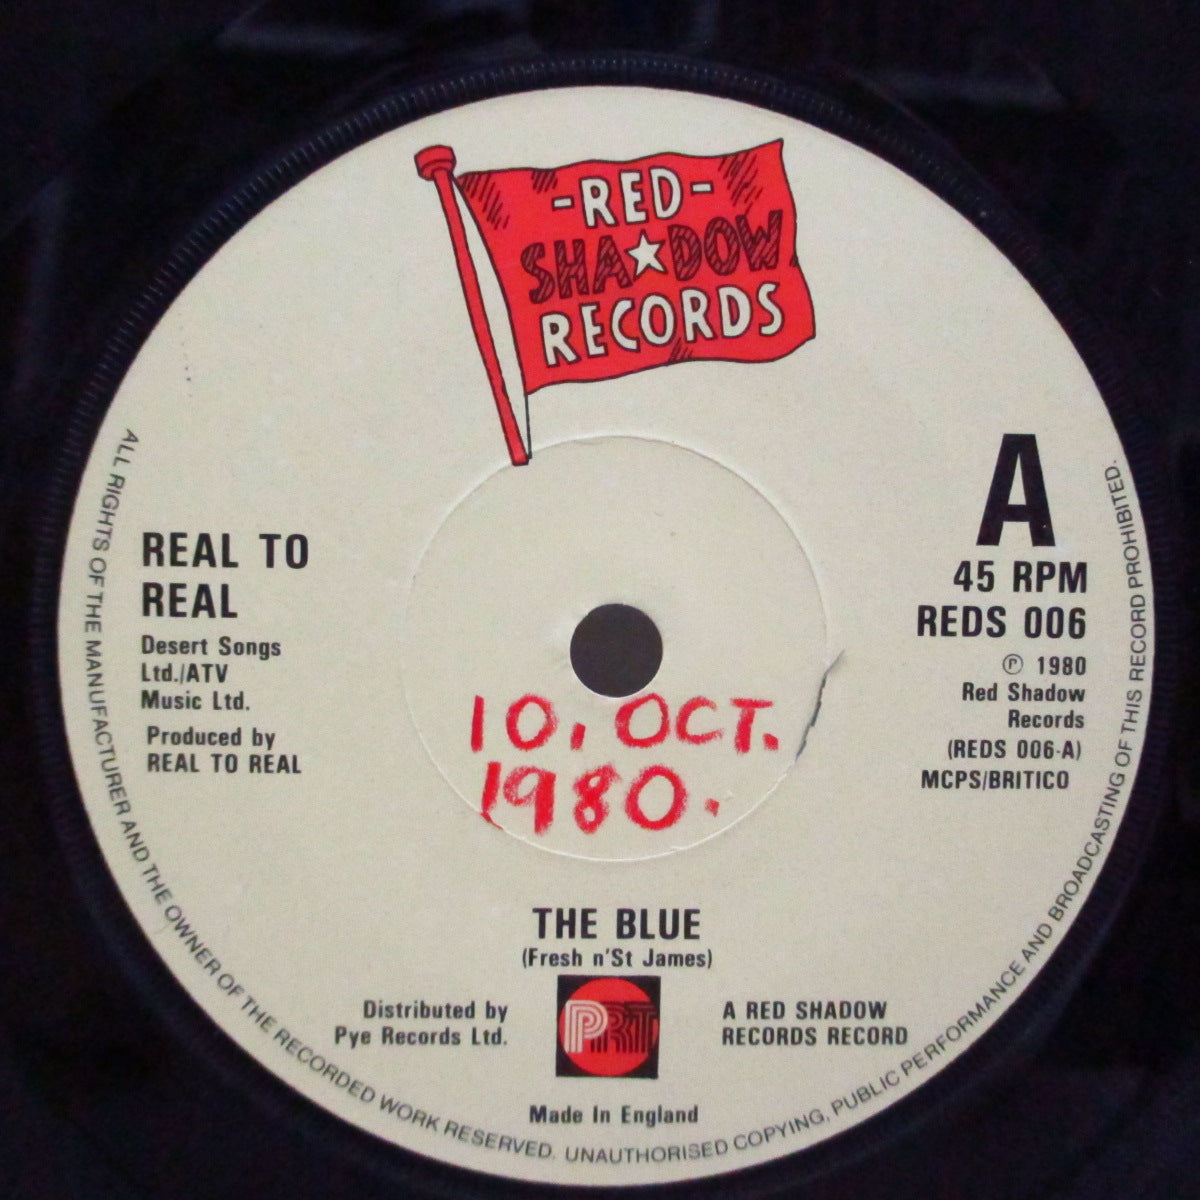 -RED-
SHA★DOW
RECORDS
A
45 RPM
REDS 006
℗ 1980
Red Shadow
Records
(REDS 006-A)
MCPS/BRITICO
REAL TO
REAL
Desert Songs
Ltd./ATV
Music Ltd.
Produced by
REAL TO REAL
10. OCT.
1980.
THE BLUE
(Fresh n'St James)
Distributed by
Pye Records Ltd.
PRT
A RED SHADOW
RECORDS RECORD
Made In England
ALL RIGHTS OF THE MANUFACTURER AND THE OWNER OF THE RECORDED WORK RESERVED. UNAUTHORISED COPYING, PUBLIC PERFORMANCE AND BROADCASTING OF THIS RECORD PROHIBITED.